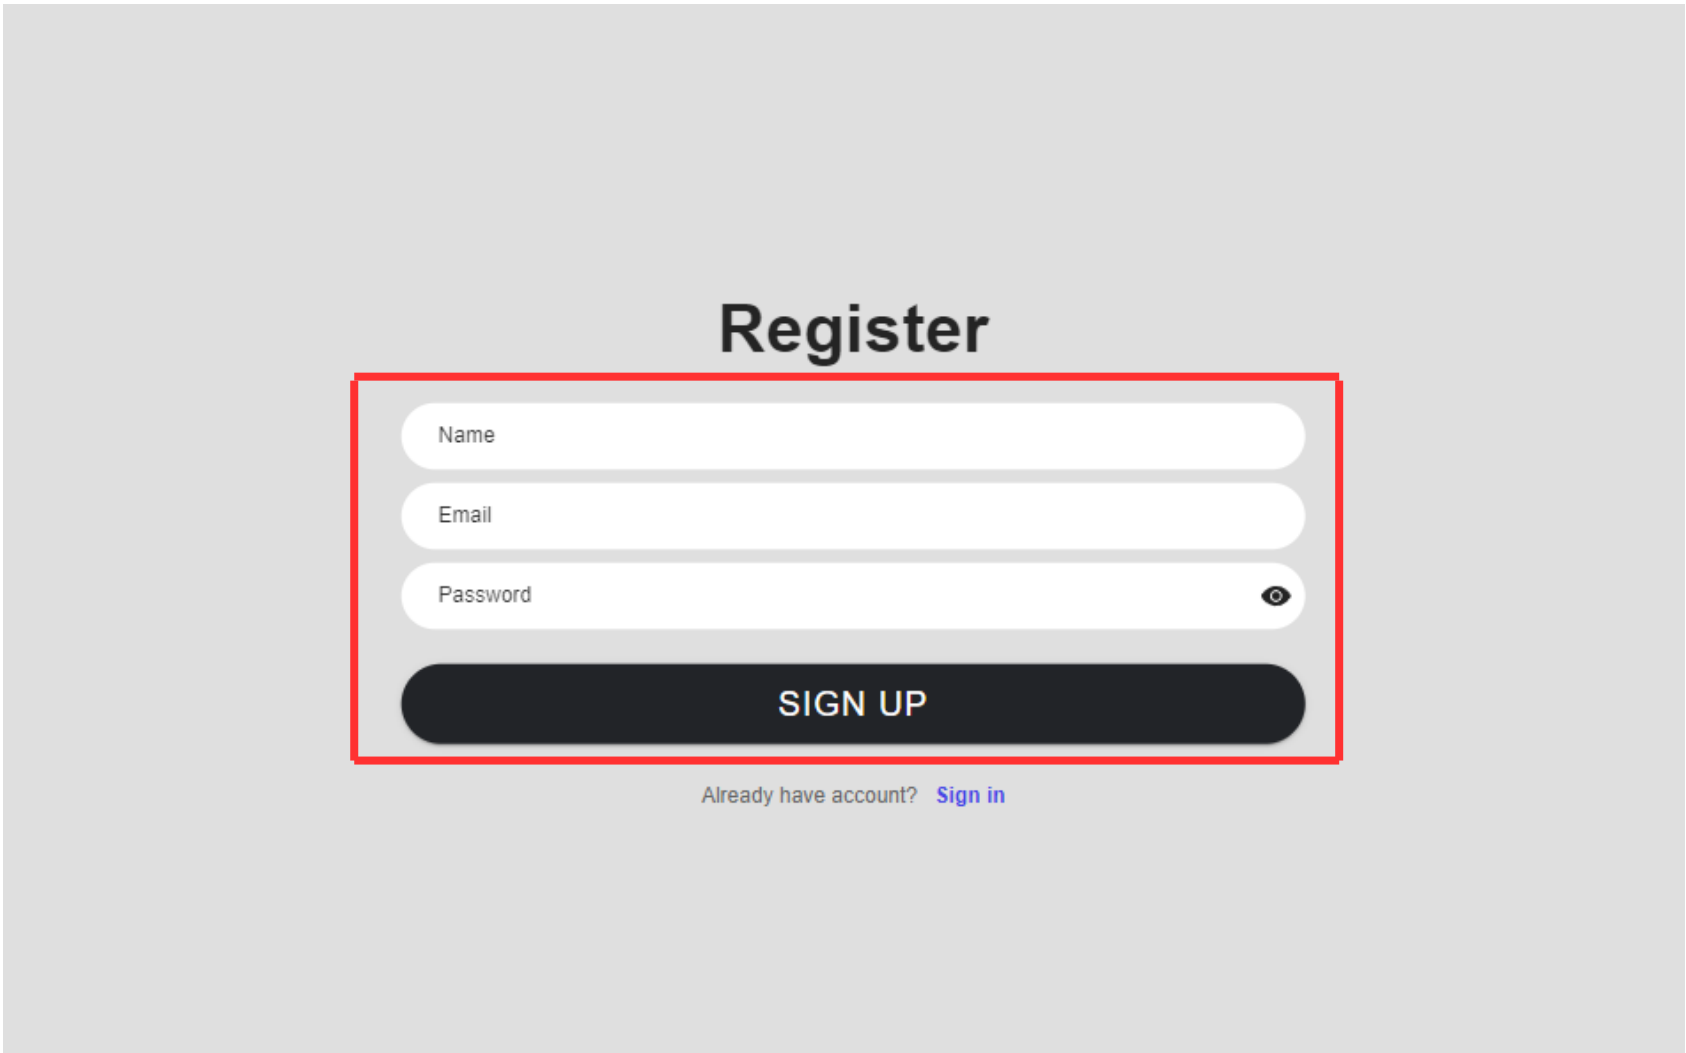 Register
Name
Email
Password
SIGN UP
Already have account? Sign in